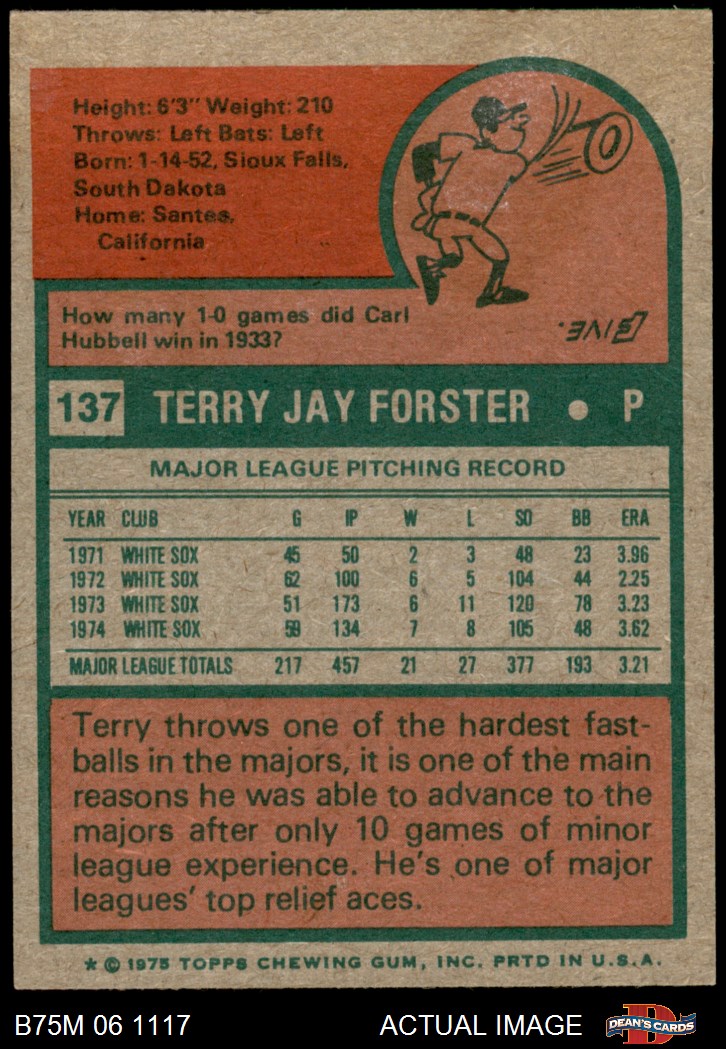 Height: 6'3" Weight: 210
Throws: Left Bats: Left
Born: 1-14-52, Sioux Falls,
South Dakota
Home: Santee,
California
How many 1-0 games did Carl
Hubbell win in 1933?
FIVE.
137 TERRY JAY FORSTER • P
MAJOR LEAGUE PITCHING RECORD
YEAR CLUB G IP W L SO BB ERA
1971 WHITE SOX 45 50 2 3 48 23 3.96
1972 WHITE SOX 62 100 6 5 104 44 2.25
1973 WHITE SOX 51 173 6 11 120 78 3.23
1974 WHITE SOX 59 134 7 8 105 48 3.62
MAJOR LEAGUE TOTALS 217 457 21 27 377 193 3.21
Terry throws one of the hardest fast-
balls in the majors, it is one of the main
reasons he was able to advance to the
majors after only 10 games of minor
league experience. He's one of major
leagues' top relief aces.
* © 1975 TOPPS CHEWING GUM, INC. PRTD IN U.S.A.
B75M 06 1117 ACTUAL IMAGE
D
DEAN'S CARDS